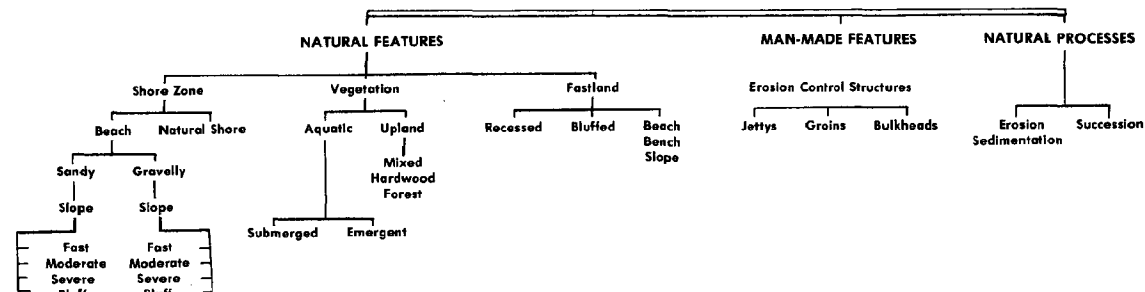 NATURAL FEATURES MAN-MADE FEATURES NATURAL PROCESSES
Shore Zone Vegetation Fastland Erosion Control Structures
Beach Natural Shore Aquatic Upland Recessed Bluffed Beach Jettys Groins Bulkheads Erosion Succession
Bench Sedimentation
Slope
Mixed
Sandy Gravelly Hardwood
Forest
Slope Slope
Submerged Emergent
Fast Fast
Moderate Moderate
Severe Severe